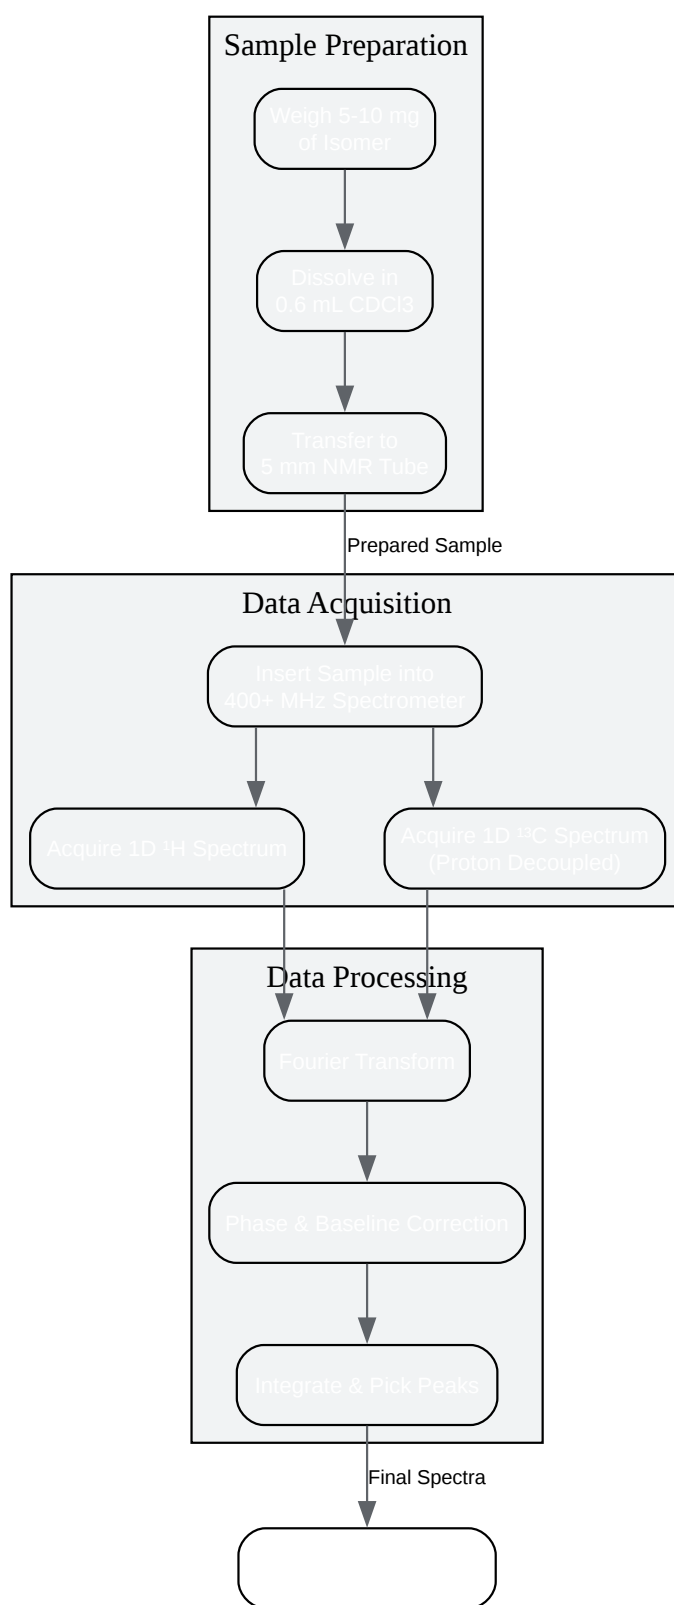 Sample Preparation
Weigh 5-10 mg
of Isomer
Dissolve in
0.6 mL CDCl3
Transfer to
5 mm NMR Tube
Prepared Sample
Data Acquisition
Insert Sample into
400+ MHz Spectrometer
Acquire 1D ¹H Spectrum
Acquire 1D ¹³C Spectrum
(Proton Decoupled)
Data Processing
Fourier Transform
Phase & Baseline Correction
Integrate & Pick Peaks
Final Spectra